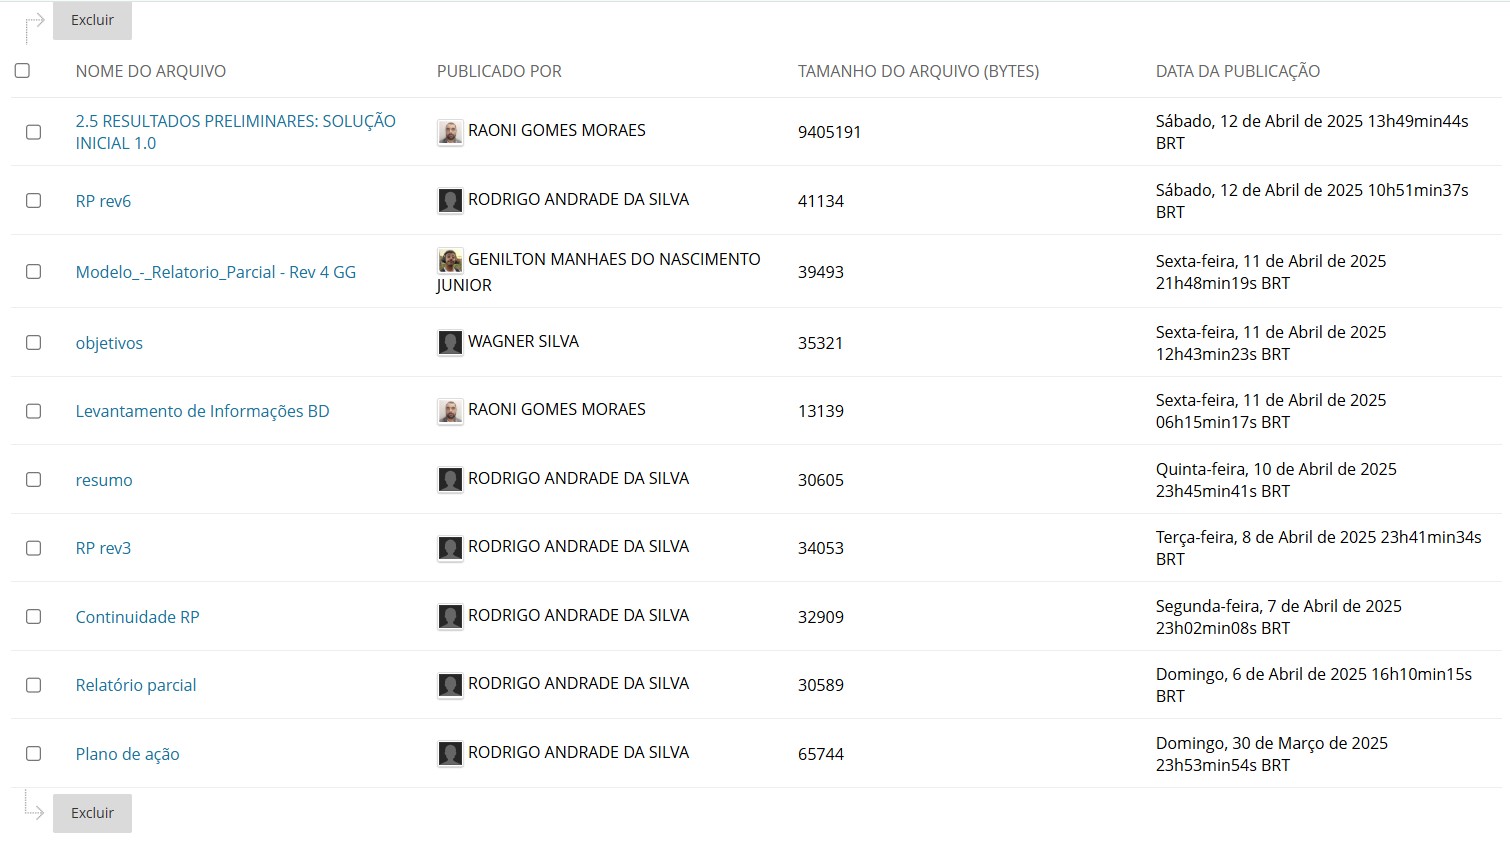 Excluir
NOME DO ARQUIVO PUBLICADO POR TAMANHO DO ARQUIVO (BYTES) DATA DA PUBLICAÇÃO
2.5 RESULTADOS PRELIMINARES: SOLUÇÃO
INICIAL 1.0
RAONI GOMES MORAES
9405191
Sábado, 12 de Abril de 2025 13h49min44s
BRT
RP rev6
RODRIGO ANDRADE DA SILVA
41134
Sábado, 12 de Abril de 2025 10h51min37s
BRT
Modelo_-_Relatorio_Parcial - Rev 4 GG
GENILTON MANHAES DO NASCIMENTO
JUNIOR
39493
Sexta-feira, 11 de Abril de 2025
21h48min19s BRT
objetivos
WAGNER SILVA
35321
Sexta-feira, 11 de Abril de 2025
12h43min23s BRT
Levantamento de Informações BD
RAONI GOMES MORAES
13139
Sexta-feira, 11 de Abril de 2025
06h15min17s BRT
resumo
RODRIGO ANDRADE DA SILVA
30605
Quinta-feira, 10 de Abril de 2025
23h45min41s BRT
RP rev3
RODRIGO ANDRADE DA SILVA
34053
Terça-feira, 8 de Abril de 2025 23h41min34s
BRT
Continuidade RP
RODRIGO ANDRADE DA SILVA
32909
Segunda-feira, 7 de Abril de 2025
23h02min08s BRT
Relatório parcial
RODRIGO ANDRADE DA SILVA
30589
Domingo, 6 de Abril de 2025 16h10min15s
BRT
Plano de ação
RODRIGO ANDRADE DA SILVA
65744
Domingo, 30 de Março de 2025
23h53min54s BRT
Excluir